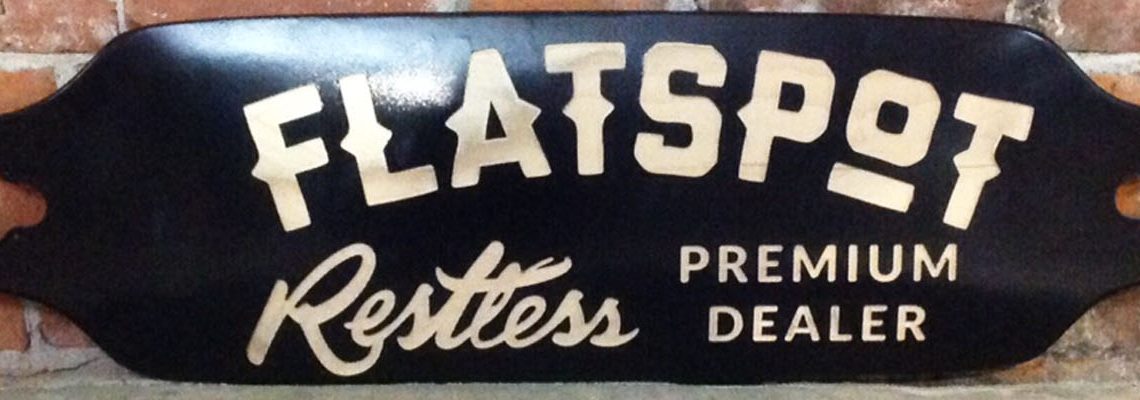 FLATSPOT
Restless
PREMIUM
DEALER